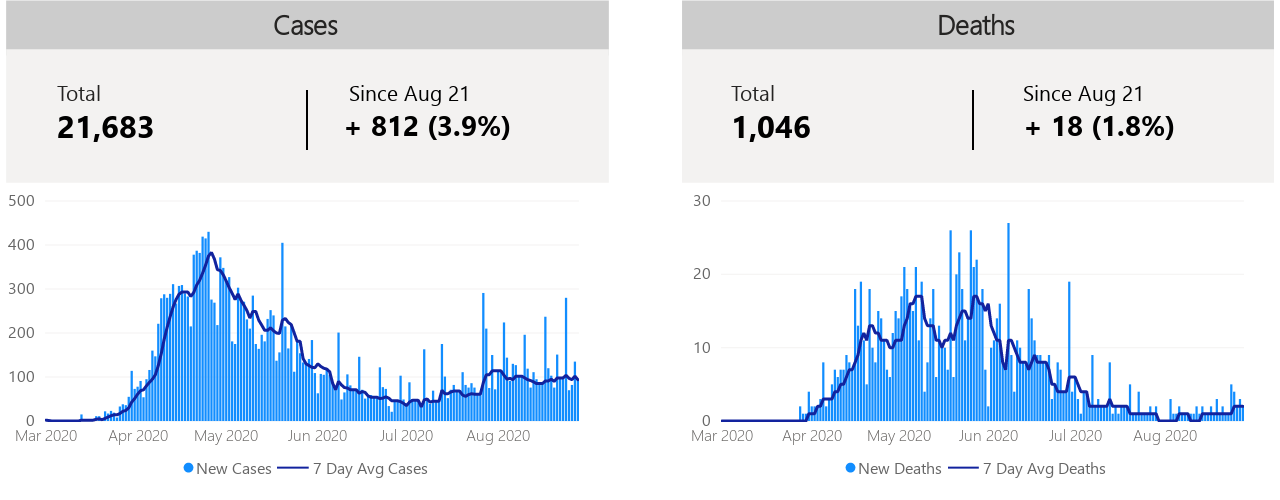 Cases
Total
21,683
Since Aug 21
+ 812 (3.9%)
500
400
300
200
100
0
Mar 2020 Apr 2020 May 2020 Jun 2020 Jul 2020 Aug 2020
New Cases 7 Day Avg Cases
Deaths
Total
1,046
Since Aug 21
+ 18 (1.8%)
30
20
10
0
Mar 2020 Apr 2020 May 2020 Jun 2020 Jul 2020 Aug 2020
New Deaths 7 Day Avg Deaths